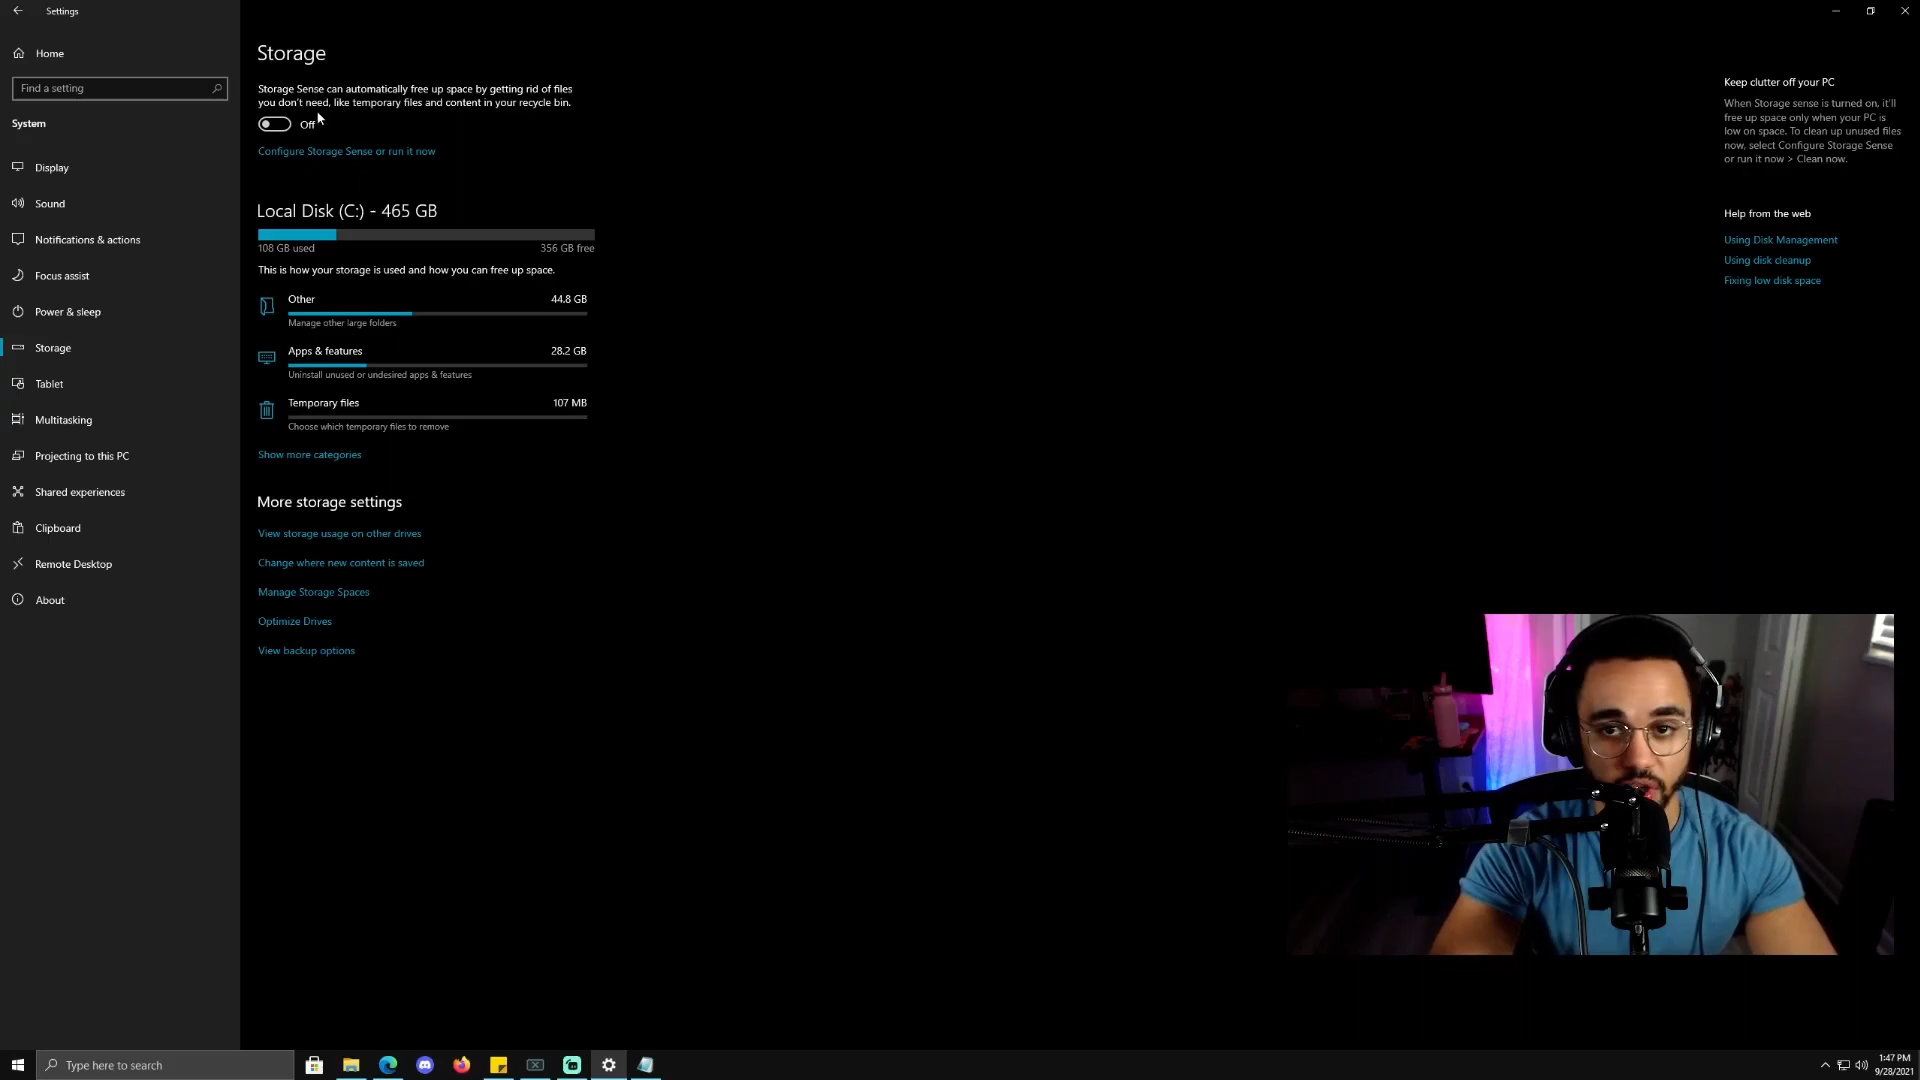 Settings
Home
Find a setting
System
Display
Sound
Notifications & actions
Focus assist
Power & sleep
Storage
Tablet
Multitasking
Projecting to this PC
Shared experiences
Clipboard
Remote Desktop
About
Storage
Storage Sense can automatically free up space by getting rid of files
you don't need, like temporary files and content in your recycle bin.
Off
Configure Storage Sense or run it now
Local Disk (C:) - 465 GB
108 GB used 356 GB free
This is how your storage is used and how you can free up space.
Other 44.8 GB
Manage other large folders
Apps & features 28.2 GB
Uninstall unused or undesired apps & features
Temporary files 107 MB
Choose which temporary files to remove
Show more categories
More storage settings
View storage usage on other drives
Change where new content is saved
Manage Storage Spaces
Optimize Drives
View backup options
Keep clutter off your PC
When Storage sense is turned on, it'll
free up space only when your PC is
low on space. To clean up unused files
now, select Configure Storage Sense
or run it now > Clean now.
Help from the web
Using Disk Management
Using disk cleanup
Fixing low disk space
Type here to search
1:47 PM
9/28/2021